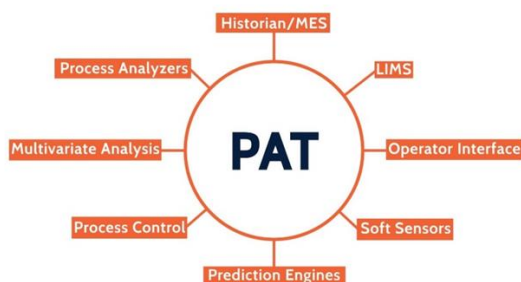 Historian/MES
Process Analyzers
LIMS
Multivariate Analysis
PAT
Operator Interface
Process Control
Soft Sensors
Prediction Engines